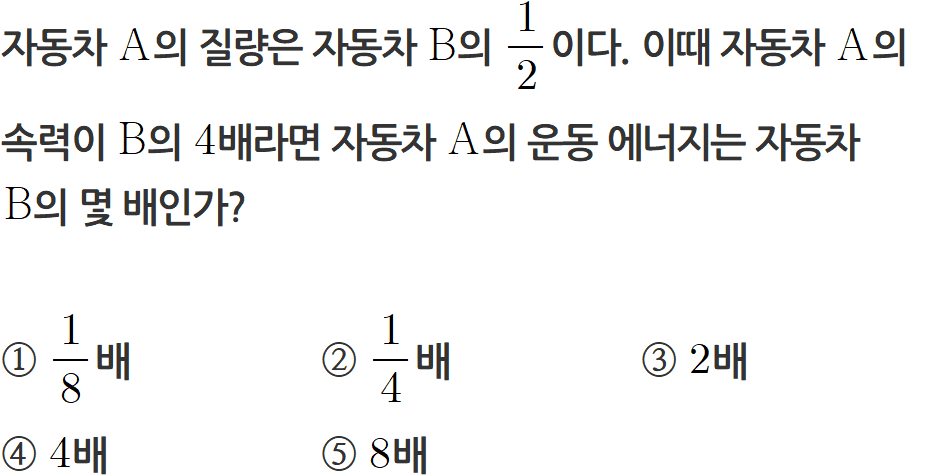 자동차 A의 질량은 자동차 B의 1/2 이다. 이때 자동차 A의
속력이 B의 4배라면 자동차 A의 운동 에너지는 자동차
B의 몇 배인가?
① 1/8 배 ② 1/4 배 ③ 2배
④ 4배 ⑤ 8배